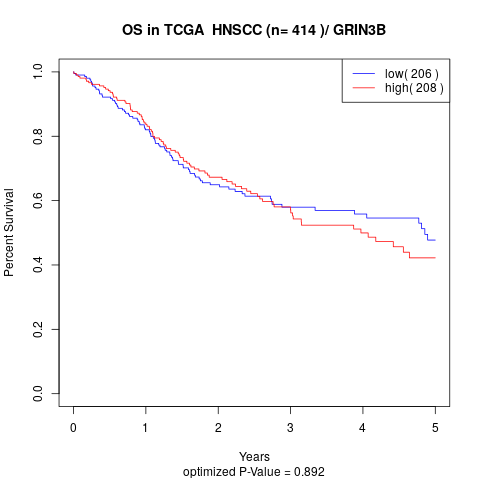 OS in TCGA HNSCC (n= 414 )/ GRIN3B
low( 206 )
high( 208 )
Percent Survival
1.0
0.8
0.6
0.4
0.2
0.0
0 1 2 3 4 5
Years
optimized P-Value = 0.892